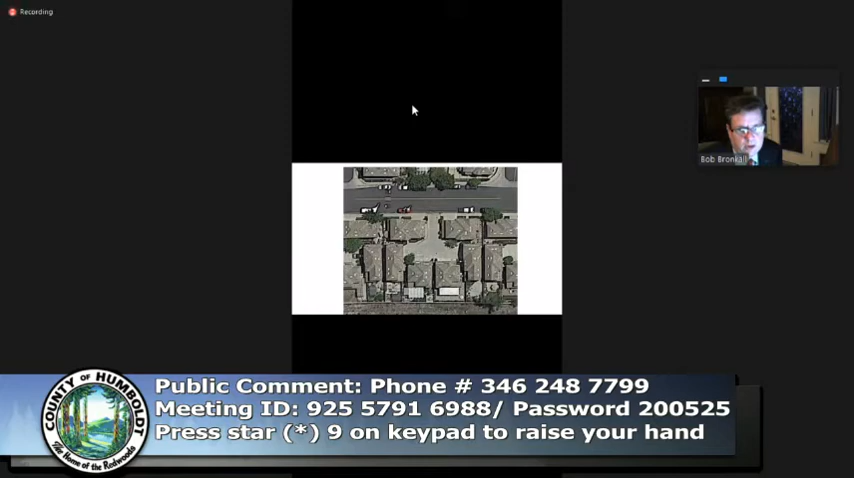 Recording
Bob Bronkall
COUNTY OF HUMBOLDT
The Home of the Redwoods
Public Comment: Phone # 346 248 7799
Meeting ID: 925 5791 6988/ Password 200525
Press star (*) 9 on keypad to raise your hand